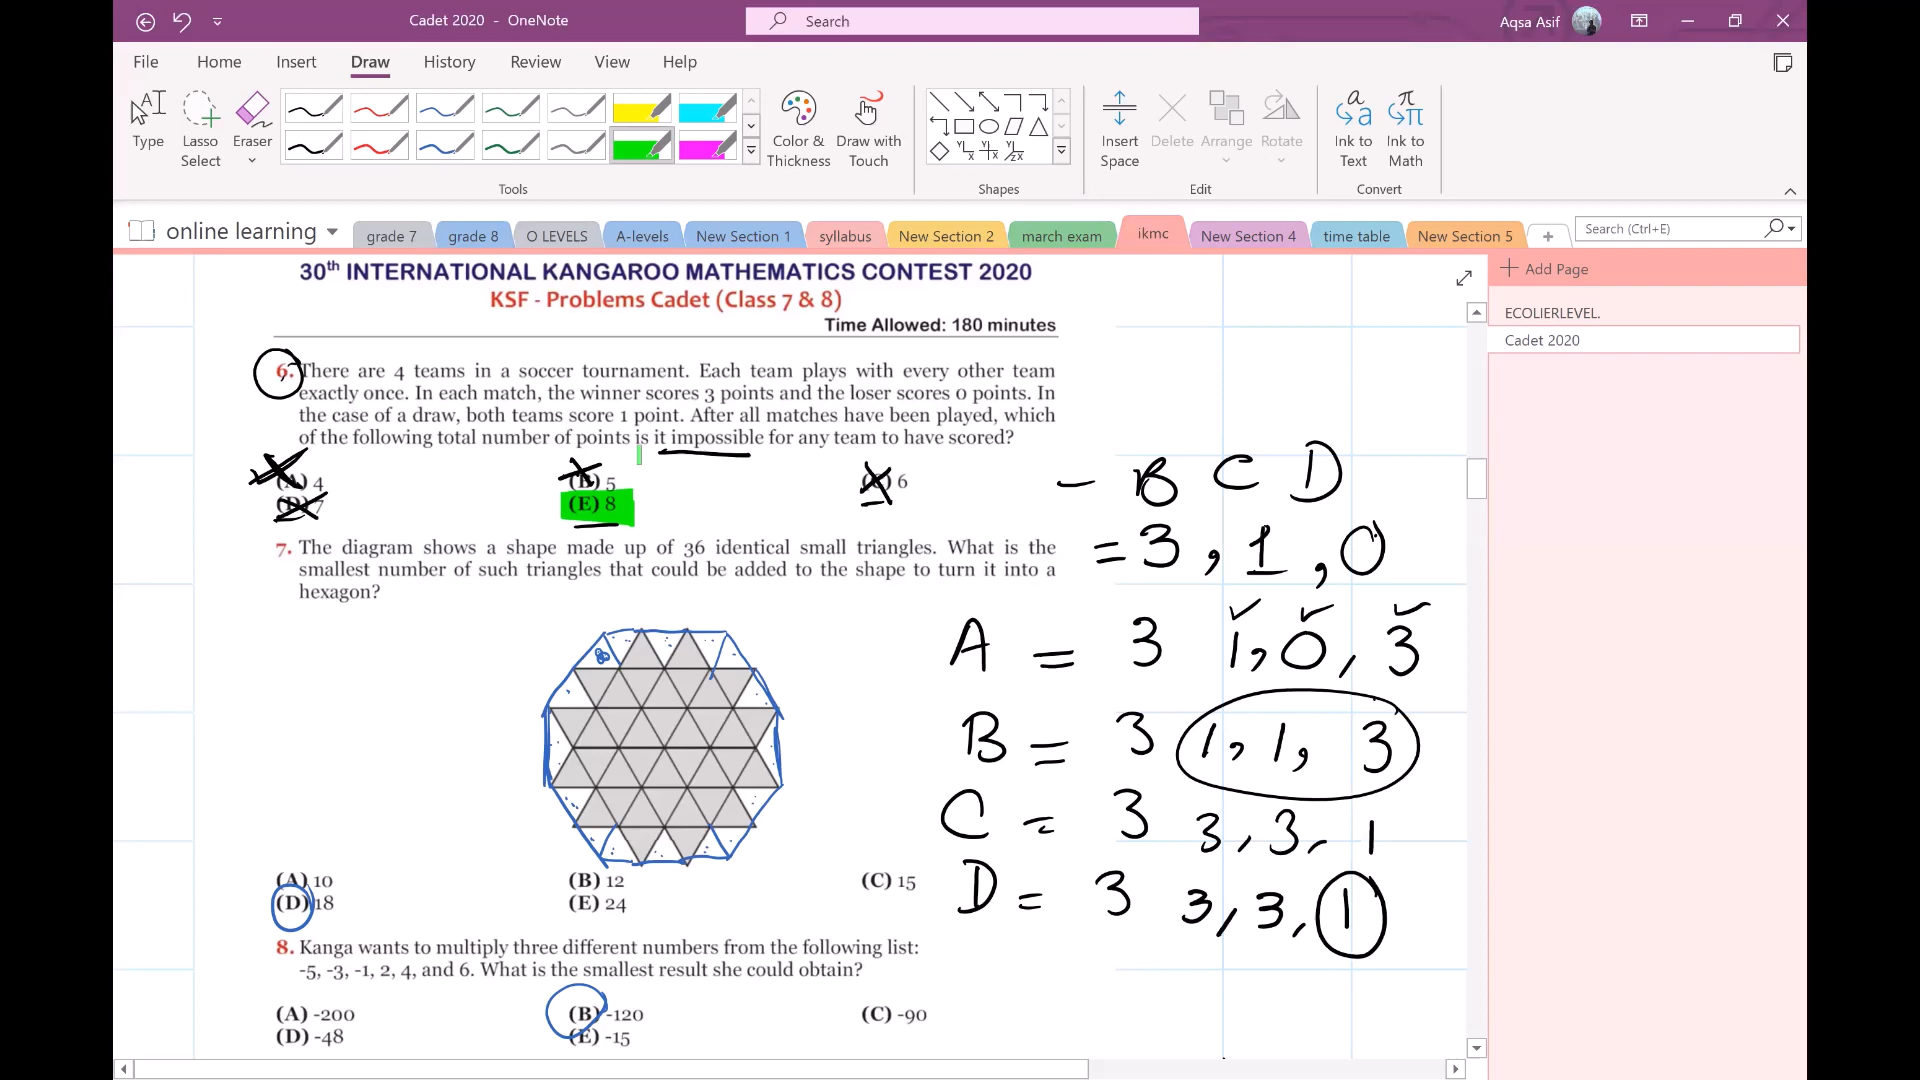 Cadet 2020 - OneNote
Search
Aqsa Asif
File Home Insert Draw History Review View Help
Type
Lasso Select
Eraser
Color & Thickness
Draw with Touch
Insert Space
Delete
Arrange
Rotate
Ink to Text
Ink to Math
Tools Shapes Edit Convert
online learning
grade 7 grade 8 O LEVELS A-levels New Section 1 syllabus New Section 2 march exam ikmc New Section 4 time table New Section 5
Search (Ctrl+E)
Add Page
ECOLIERLEVEL.
Cadet 2020
30th INTERNATIONAL KANGAROO MATHEMATICS CONTEST 2020
KSF - Problems Cadet (Class 7 & 8)
Time Allowed: 180 minutes
6. There are 4 teams in a soccer tournament. Each team plays with every other team
exactly once. In each match, the winner scores 3 points and the loser scores 0 points. In
the case of a draw, both teams score 1 point. After all matches have been played, which
of the following total number of points is it impossible for any team to have scored?
(A) 4 (B) 5 (C) 6
(D) 7 (E) 8
7. The diagram shows a shape made up of 36 identical small triangles. What is the
smallest number of such triangles that could be added to the shape to turn it into a
hexagon?
(A) 10 (B) 12 (C) 15
(D) 18 (E) 24
8. Kanga wants to multiply three different numbers from the following list:
-5, -3, -1, 2, 4, and 6. What is the smallest result she could obtain?
(A) -200 (B) -120 (C) -90
(D) -48 (E) -15
- B C D
= 3, 1, 0
A = 3 1, 0, 3
B = 3 1, 1, 3
C = 3 3, 3, 1
D = 3 3, 3, 1